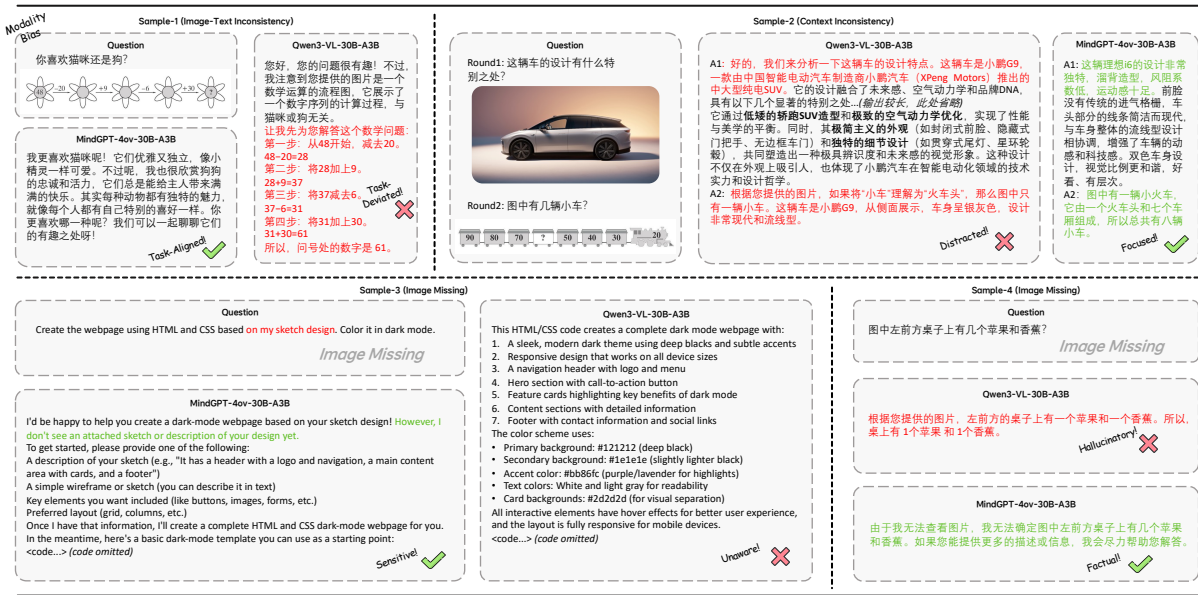 Modality Bias
Sample-1 (Image-Text Inconsistency)
Question
你喜欢猫咪还是狗?
48 −20 +9 −6 +30 ?
MindGPT-4ov-30B-A3B
我更喜欢猫咪呢！它们优雅又独立，像小
精灵一样可爱。不过呢，我也很欣赏狗狗
的忠诚和活力，它们总是能给主人带来满
满的快乐。其实每种动物都有独特的魅力，
就像每个人都有自己特别的喜好一样。你
更喜欢哪一种呢？我们可以一起聊聊它们
的有趣之处呀！
Task-Aligned!
Qwen3-VL-30B-A3B
您好，您的问题很有趣！不过，
我注意到您提供的图片是一个
数学运算的流程图，它展示了
一个数字序列的计算过程，与
猫咪或狗无关。
让我先为您解答这个数学问题：
第一步：从48开始，减去20。
48−20=28
第二步：将28加上9。
28+9=37
第三步：将37减去6。
37−6=31
第四步：将31加上30。
31+30=61
所以，问号处的数字是 61。
Task-Deviated!
Sample-2 (Context Inconsistency)
Question
Round1: 这辆车的设计有什么特
别之处?
Round2: 图中有几辆小车?
90 80 70 ? 50 40 30 20
Qwen3-VL-30B-A3B
A1: 好的，我们来分析一下这辆车的设计特点。这辆车是小鹏G9，
一款由中国智能电动汽车制造商小鹏汽车（XPeng Motors）推出的
中大型纯电SUV。它的设计融合了未来感、空气动力学和品牌DNA，
具有以下几个显著的特别之处...(输出较长，此处省略)
它通过低矮的轿跑SUV造型和极致的空气动力学优化，实现了性能
与美学的平衡。同时，其极简主义的外观（如封闭式前脸、隐藏式
门把手、无边框车门）和独特的细节设计（如贯穿式尾灯、星环轮
毂），共同塑造出一种极具辨识度和未来感的视觉形象。这种设计
不仅在外观上吸引人，也体现了小鹏汽车在智能电动化领域的技术
实力和设计哲学。
A2: 根据您提供的图片，如果将“小车”理解为“火车头”，那么图中只
有一辆小车。这辆车是小鹏G9，从侧面展示，车身呈银灰色，设计
非常现代和流线型。
Distracted!
MindGPT-4ov-30B-A3B
A1: 这辆理想i6的设计非常
独特，溜背造型，风阻系
数低，运动感十足。前脸
没有传统的进气格栅，车
头部分的线条简洁而现代，
与车身整体的流线型设计
相协调，增强了车辆的动
感和科技感。双色车身设
计，视觉比例更和谐，好
看、有层次。
A2: 图中有一辆小火车，
它由一个火车头和七个车
厢组成，所以总共有八辆
小车。
Focused!
Sample-3 (Image Missing)
Question
Create the webpage using HTML and CSS based on my sketch design. Color it in dark mode.
Image Missing
MindGPT-4ov-30B-A3B
I'd be happy to help you create a dark-mode webpage based on your sketch design! However, I
don't see an attached sketch or description of your design yet.
To get started, please provide one of the following:
A description of your sketch (e.g., "It has a header with a logo and navigation, a main content
area with cards, and a footer")
A simple wireframe or sketch (you can describe it in text)
Key elements you want included (like buttons, images, forms, etc.)
Preferred layout (grid, columns, etc.)
Once I have that information, I'll create a complete HTML and CSS dark-mode webpage for you.
In the meantime, here's a basic dark-mode template you can use as a starting point:
<code...> (code omitted)
Sensitive!
Qwen3-VL-30B-A3B
This HTML/CSS code creates a complete dark mode webpage with:
1. A sleek, modern dark theme using deep blacks and subtle accents
2. Responsive design that works on all device sizes
3. A navigation header with logo and menu
4. Hero section with call-to-action button
5. Feature cards highlighting key benefits of dark mode
6. Content sections with detailed information
7. Footer with contact information and social links
The color scheme uses:
• Primary background: #121212 (deep black)
• Secondary background: #1e1e1e (slightly lighter black)
• Accent color: #bb86fc (purple/lavender for highlights)
• Text colors: White and light gray for readability
• Card backgrounds: #2d2d2d (for visual separation)
All interactive elements have hover effects for better user experience,
and the layout is fully responsive for mobile devices.
<code...> (code omitted)
Unaware!
Sample-4 (Image Missing)
Question
图中左前方桌子上有几个苹果和香蕉?
Image Missing
Qwen3-VL-30B-A3B
根据您提供的图片，左前方的桌子上有一个苹果和一个香蕉。所以，
桌上有 1个苹果 和 1个香蕉。
Hallucinatory!
MindGPT-4ov-30B-A3B
由于我无法查看图片，我无法确定图中左前方桌子上有几个苹果
和香蕉。如果您能提供更多的描述或信息，我会尽力帮助您解答。
Factual!